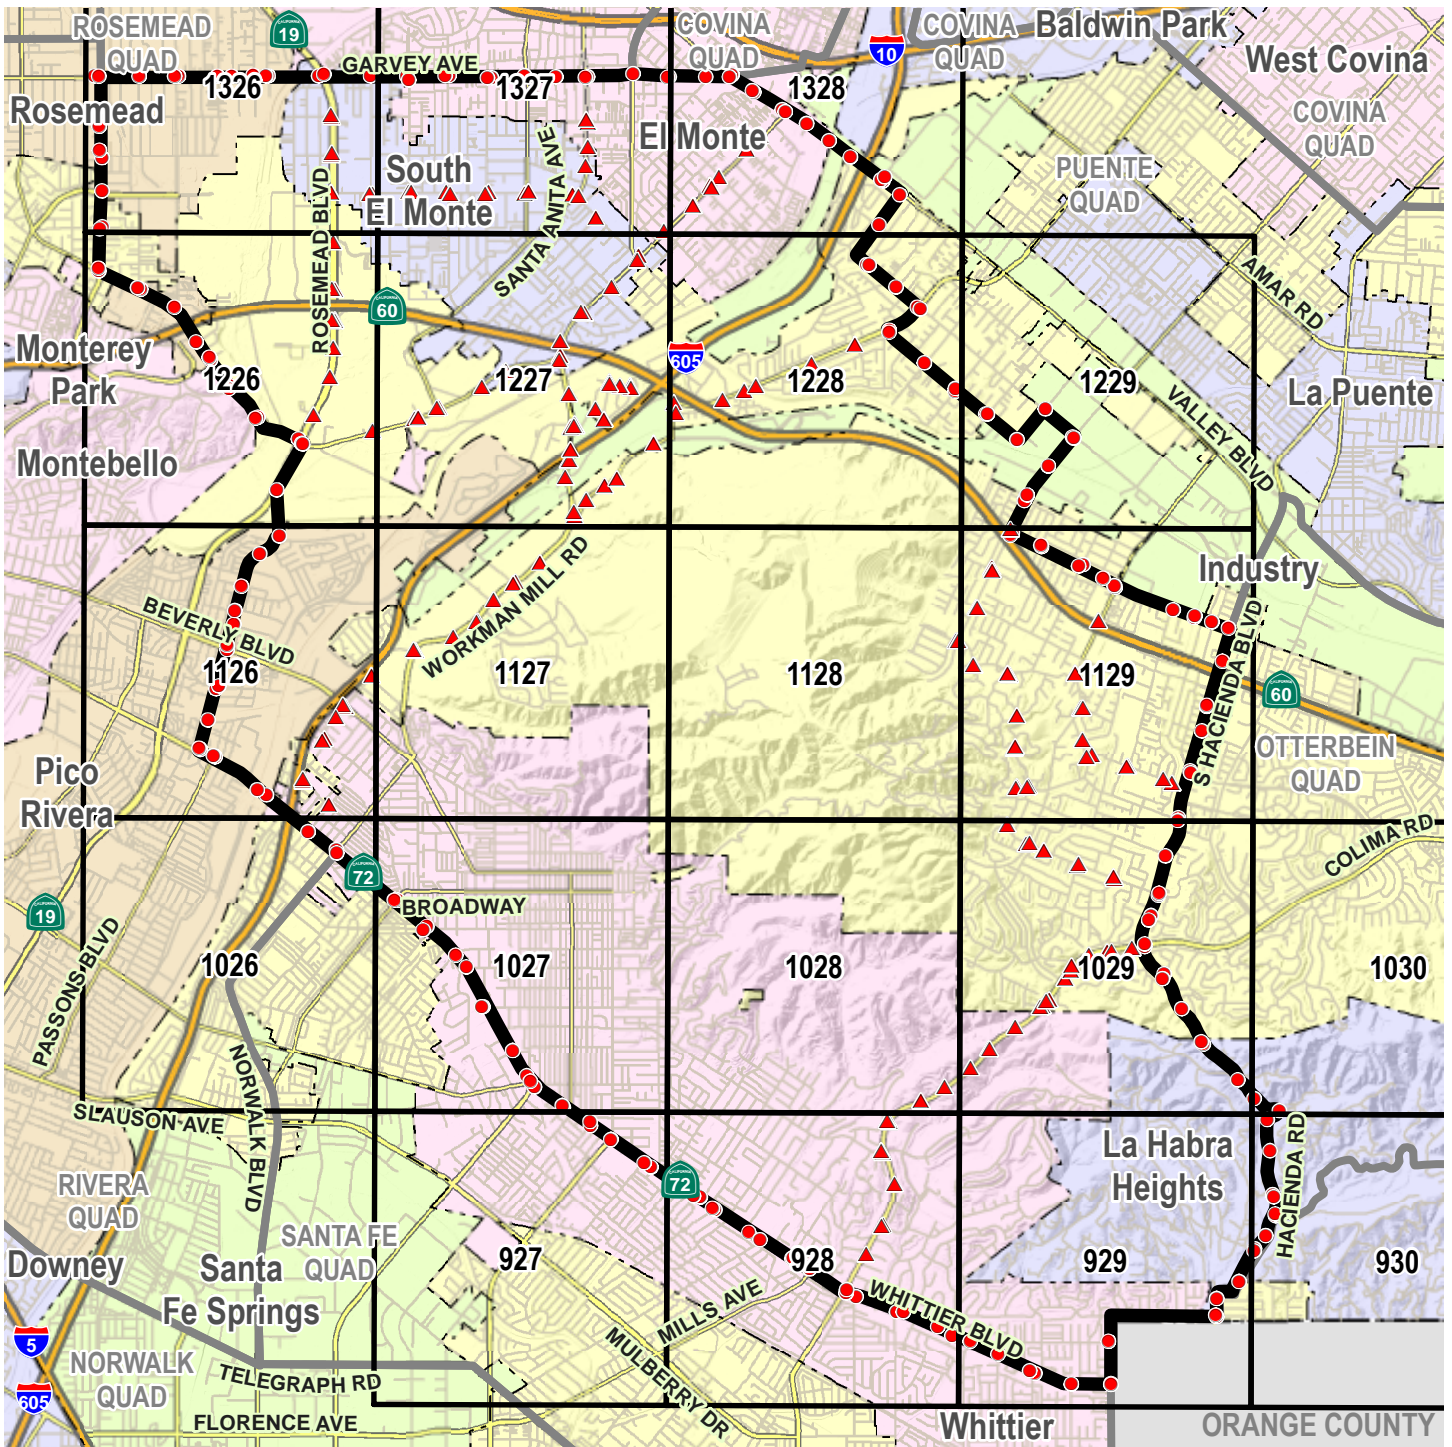 ROSEMEAD
QUAD
CALIFORNIA
19
COVINA
QUAD
COVINA
QUAD
10
Baldwin Park
West Covina
COVINA
QUAD
GARVEY AVE
1326
1327
1328
Rosemead
El Monte
South
El Monte
SANTA ANITA AVE
ROSEMEAD BLVD
PUENTE
QUAD
AMAR RD
CALIFORNIA
60
605
Monterey
Park
1226
1227
1228
1229
La Puente
VALLEY BLVD
Montebello
Industry
WORKMAN MILL RD
BEVERLY BLVD
1126
1127
1128
1129
S HACIENDA BLVD
CALIFORNIA
60
OTTERBEIN
QUAD
Pico
Rivera
COLIMA RD
CALIFORNIA
72
CALIFORNIA
19
BROADWAY
PASSONS BLVD
1026
1027
1028
1029
1030
NORWALK BLVD
SLAUSON AVE
HACIENDA RD
La Habra
Heights
CALIFORNIA
72
RIVERA
QUAD
SANTA FE
QUAD
Downey
Santa
Fe Springs
927
928
929
930
WHITTIER BLVD
MILLS AVE
MULBERRY DR
5
NORWALK
QUAD
605
TELEGRAPH RD
FLORENCE AVE
Whittier
ORANGE COUNTY